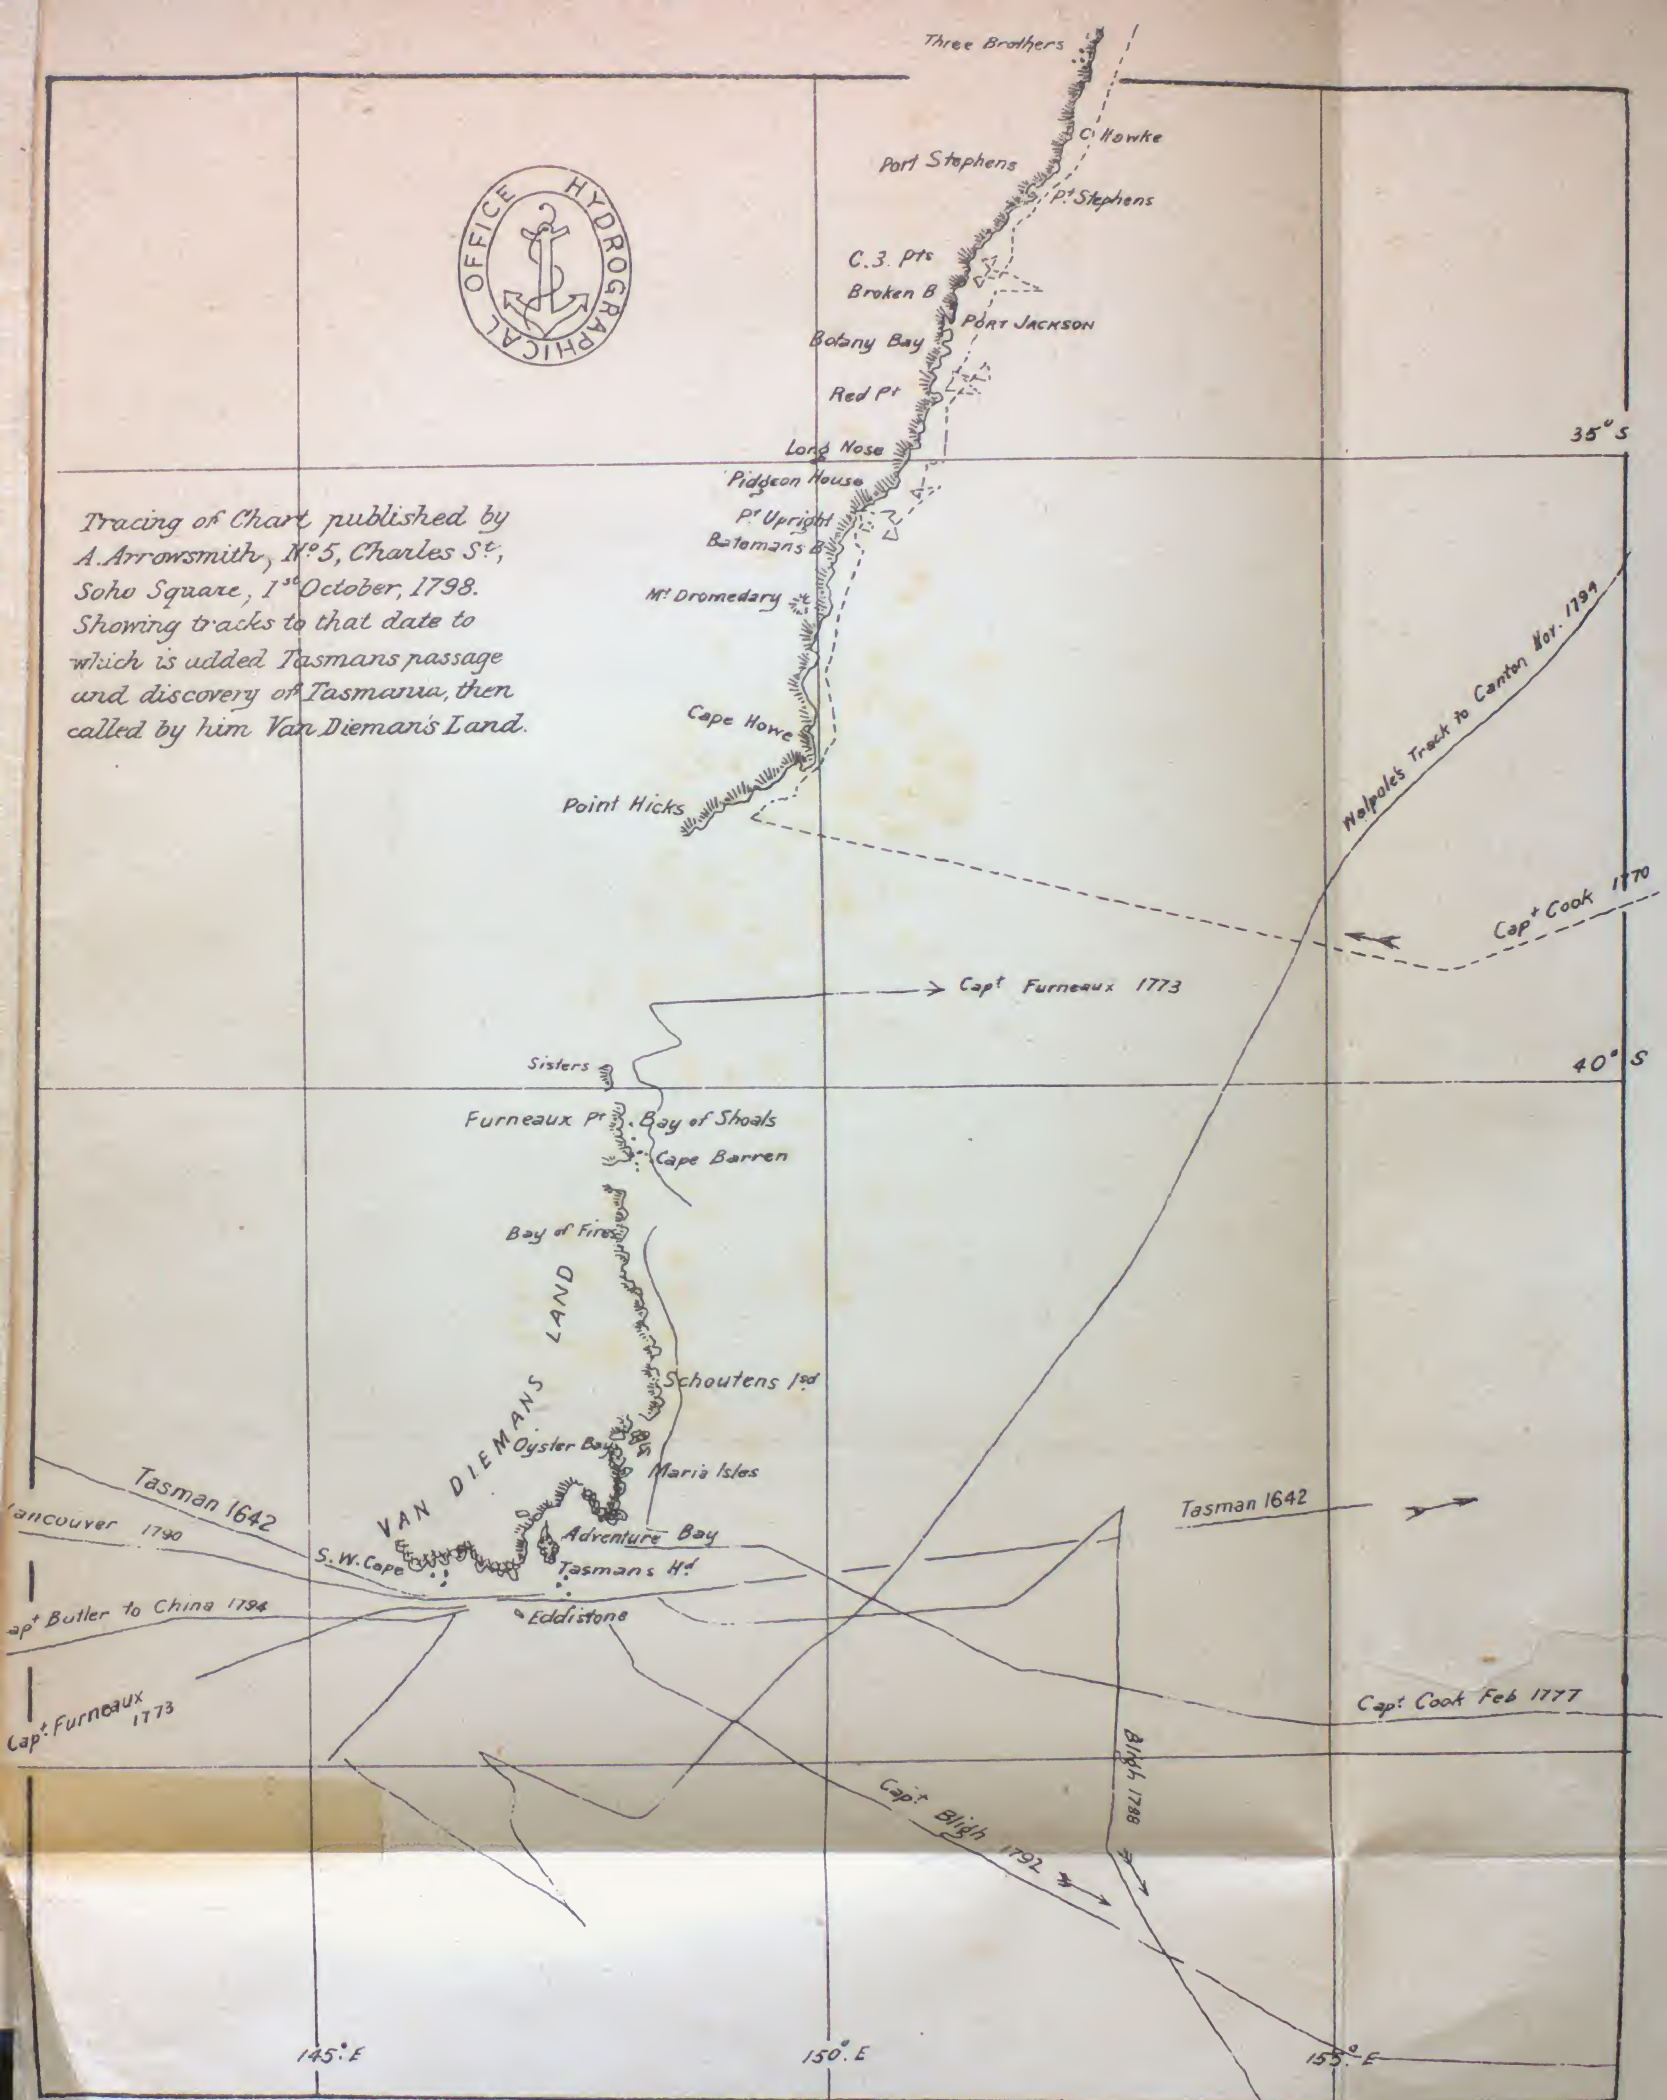 Three Brothers
C. Hawke
Port Stephens
Pt. Stephens
HYDROGRAPHICAL OFFICE
C. 3. Pts
Broken B
PORT JACKSON
Botany Bay
Red Pt
35° S
Long Nose
Pidgeon House
Pt Upright
Batemans B
Mt Dromedary
Tracing of Chart published by
A. Arrowsmith, No 5, Charles St,
Soho Square, 1st October, 1798.
Showing tracks to that date to
which is added Tasmans passage
and discovery of Tasmania, then
called by him Van Dieman's Land.
Walpole's Track to Canton Nov. 1794
Cape Howe
Point Hicks
Capt Cook 1770
Capt Furneaux 1773
Sisters
40° S
Furneaux Pt
Bay of Shoals
Cape Barren
Bay of Fires
VAN DIEMANS LAND
Schoutens Isd
Oyster Bay
Maria Isles
Tasman 1642
Tasman 1642
ancouver 1790
Adventure Bay
S.W. Cape
Tasmans Hd
apt Butler to China 1794
Eddistone
Capt. Furneaux
1773
Capt. Cook Feb 1777
Bligh 1788
Capt Bligh 1792
145° E
150° E
155° E